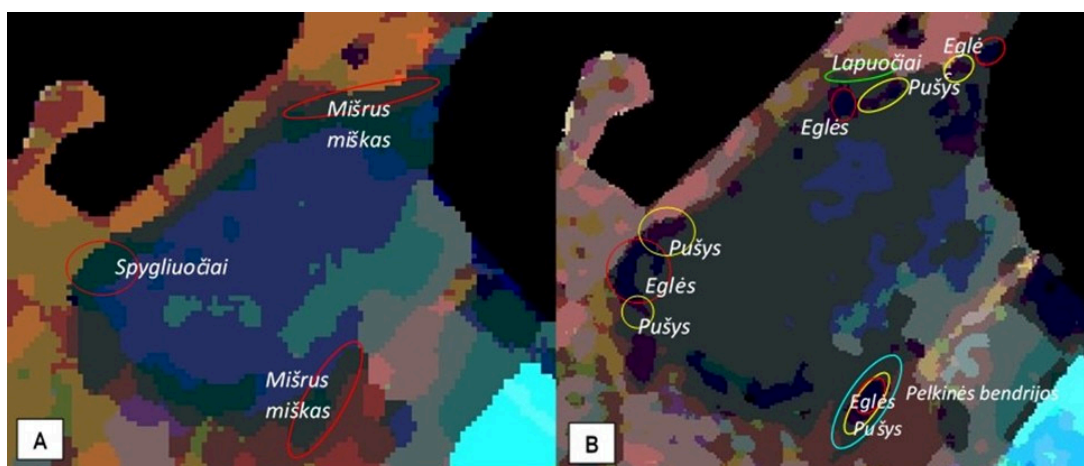 Mišrus
miškas
Spygliuočiai
Mišrus
miškas
A
Eglė
Lapuočiai
Pušys
Eglės
Pušys
Eglės
Pušys
Pelkinės bendrijos
Eglės
Pušys
B